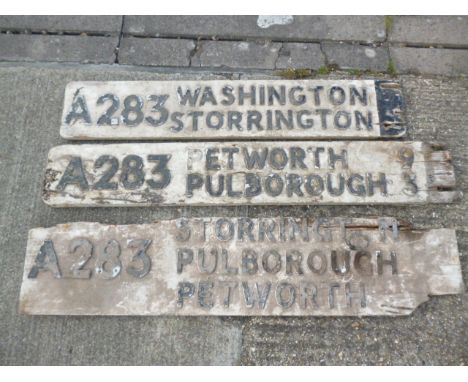 A283 WASHINGTON
STORRINGTON
A283 PETWORTH 9
PULBOROUGH 3
A283 STORRINGTON
PULBOROUGH
PETWORTH